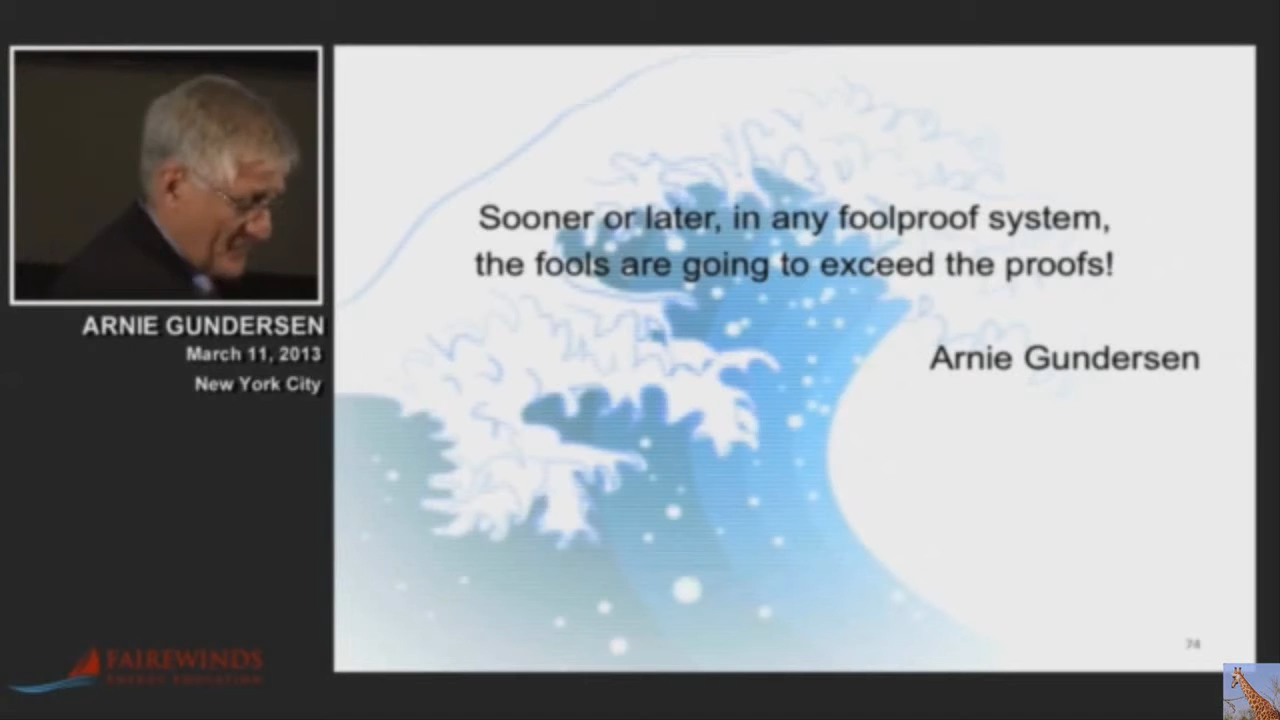 ARNIE GUNDERSEN
March 11, 2013
New York City
Sooner or later, in any foolproof system,
the fools are going to exceed the proofs!
Arnie Gundersen
74
FAIREWINDS
ENERGY EDUCATION